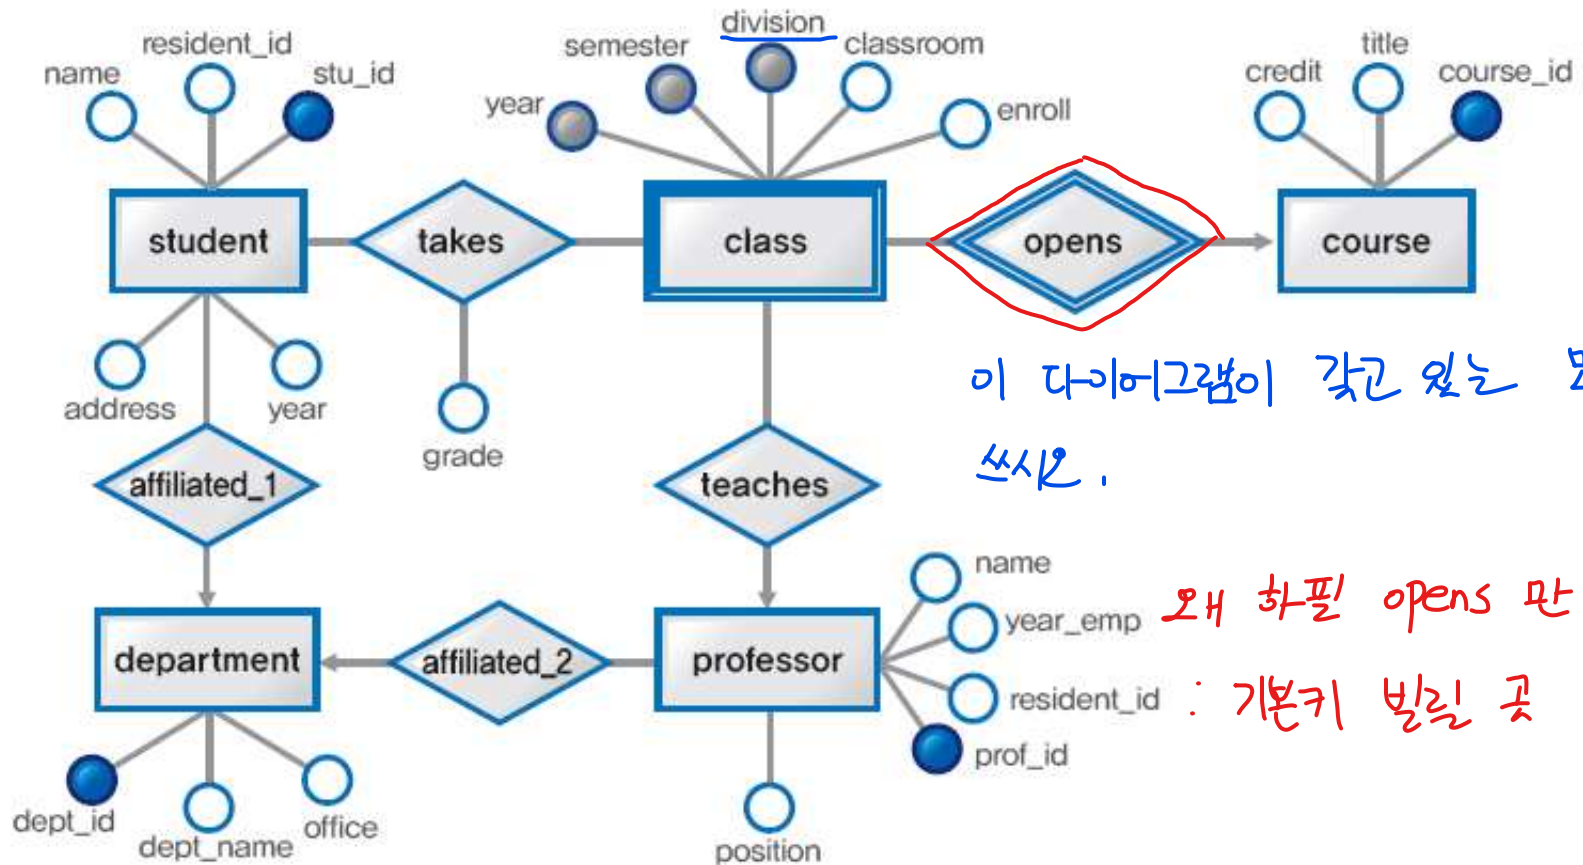 division
resident_id
semester
classroom
title
name
stu_id
credit
course_id
year
enroll
student
takes
class
opens
course
address
year
grade
이 다이어그램이 갖고 있는
쓰시오.
affiliated_1
teaches
name
year_emp
왜 하필 opens 만
department
affiliated_2
professor
resident_id
: 기본키 빌릴 곳
prof_id
dept_id
dept_name
office
position